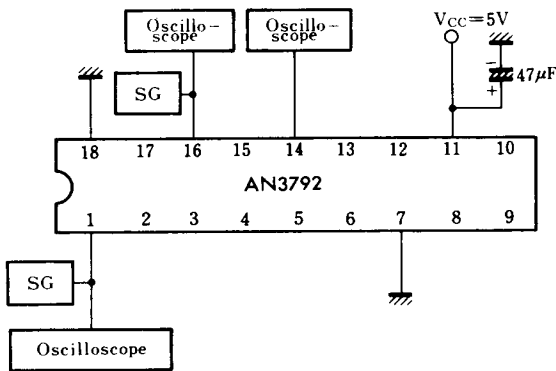 Oscillo-
scope
Oscillo-
scope
VCC=5V
47μF
-
+
SG
18 17 16 15 14 13 12 11 10
AN3792
1 2 3 4 5 6 7 8 9
SG
Oscilloscope